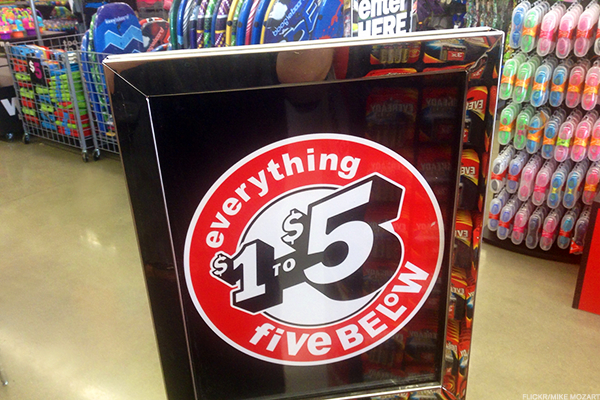 enter
HERE
everything
$1 TO $5
five BELOW
FLICKR/MIKE MOZART